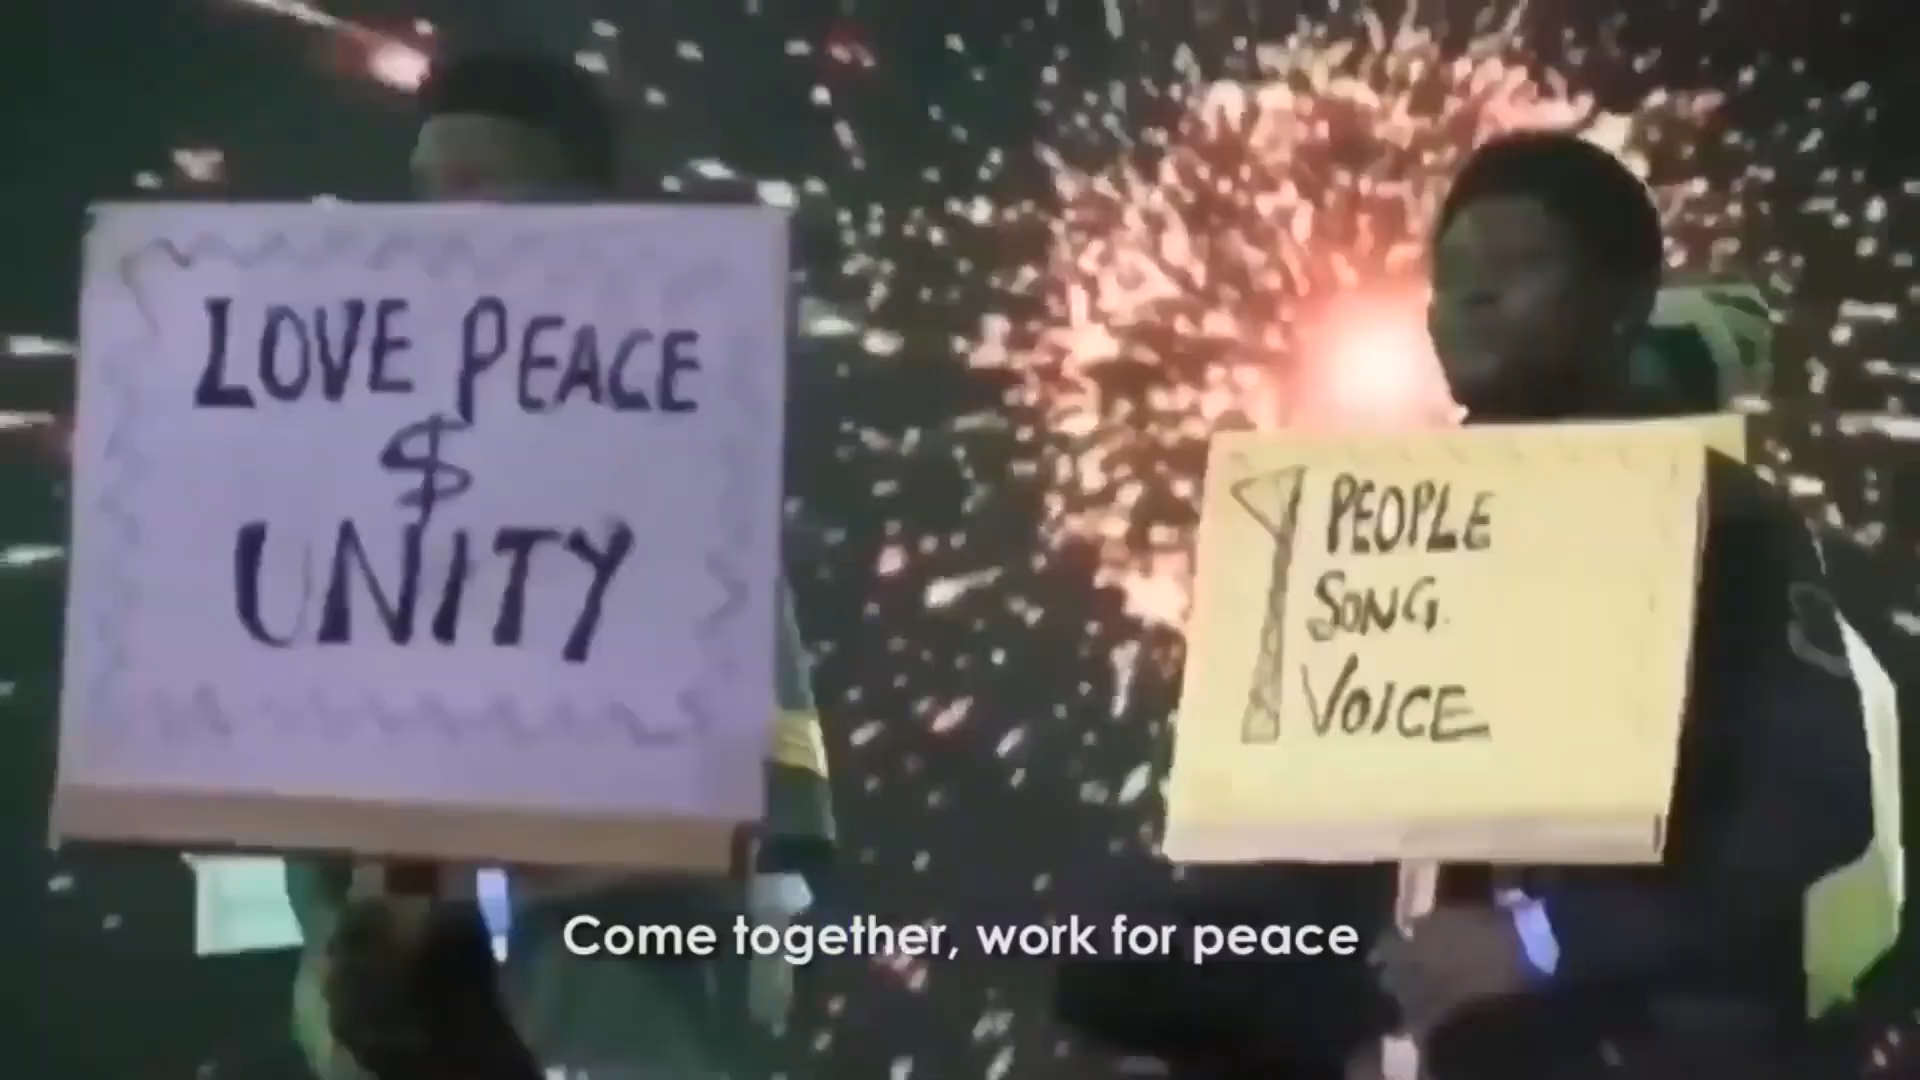 LOVE PEACE
$
UNITY
PEOPLE
SONG
VOICE
Come together, work for peace